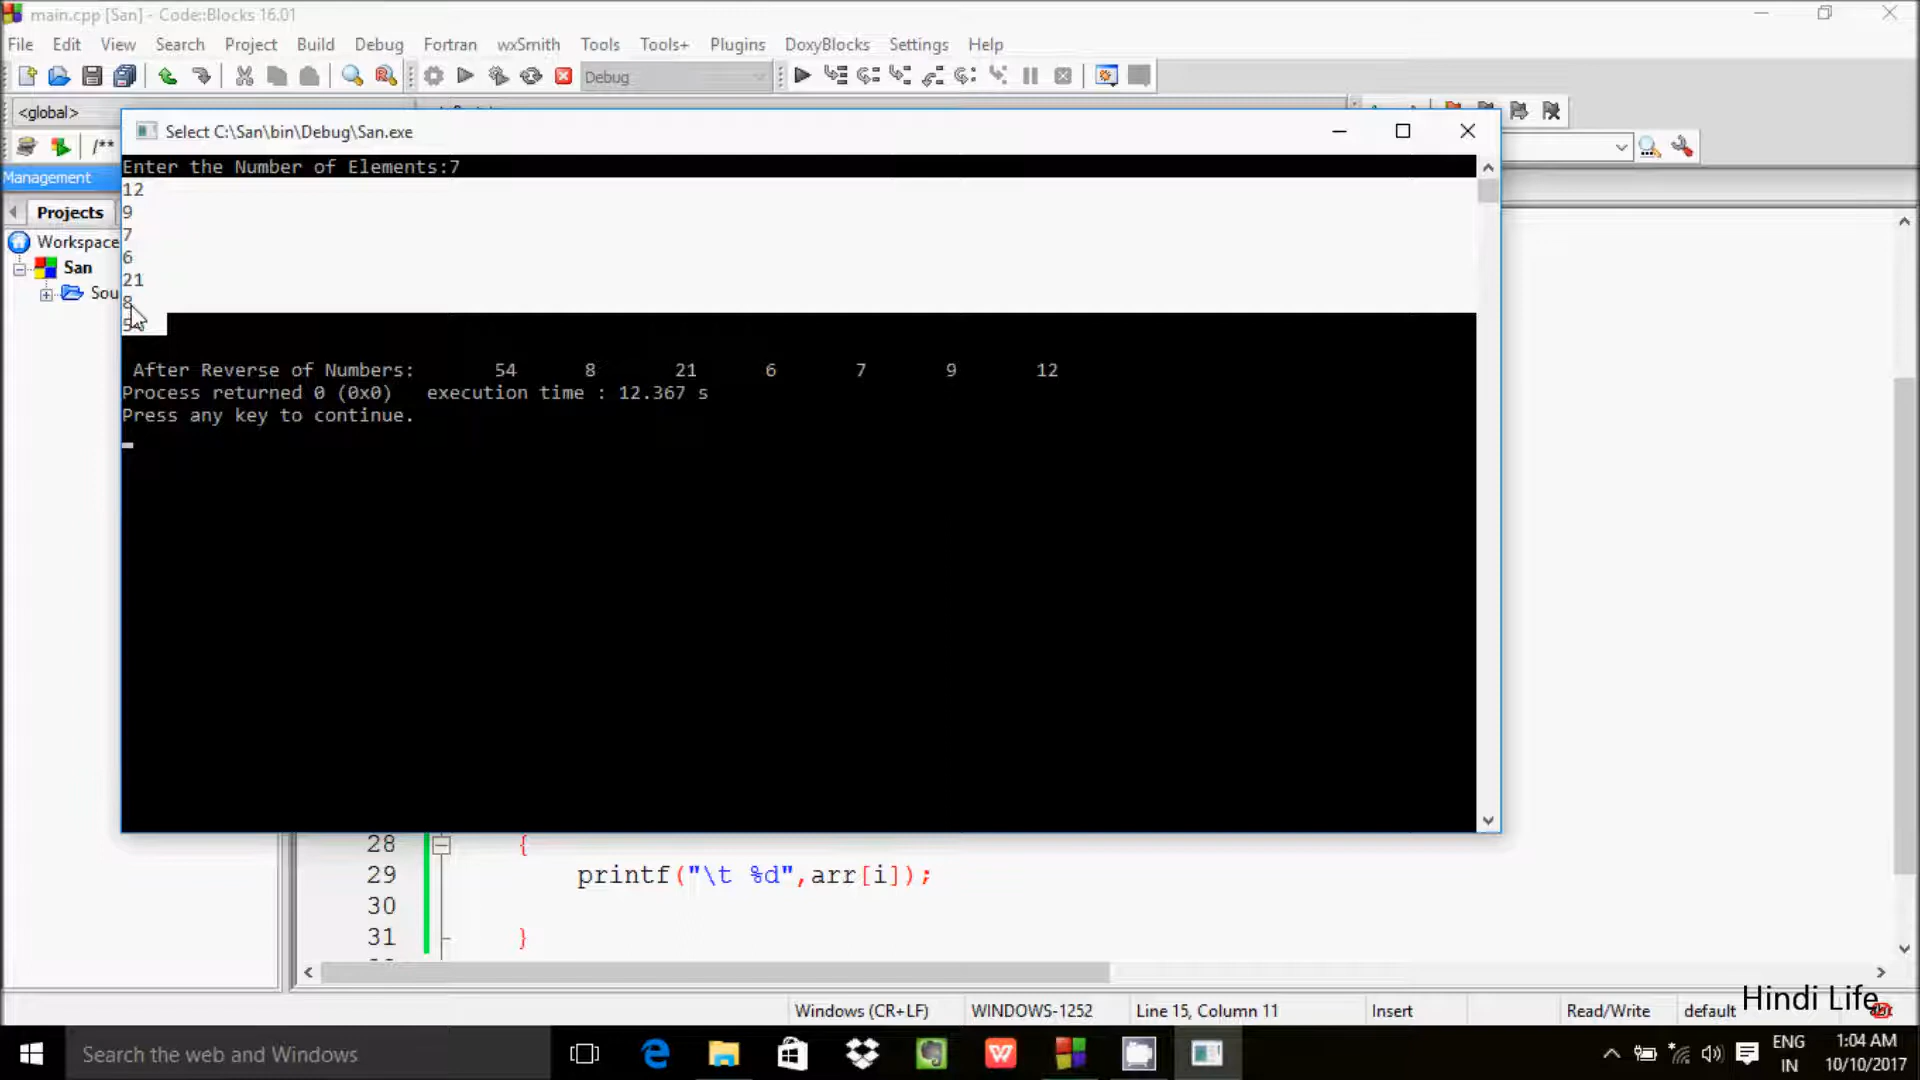 main.cpp [San] - Code::Blocks 16.01
File Edit View Search Project Build Debug Fortran wxSmith Tools Tools+ Plugins DoxyBlocks Settings Help
Debug
<global>
Select C:\San\bin\Debug\San.exe
/**
Enter the Number of Elements:7
Management
12
Projects
9
7
Workspace
6
San
21
Sou
8
After Reverse of Numbers: 54 8 21 6 7 9 12
Process returned 0 (0x0) execution time : 12.367 s
Press any key to continue.
28 {
29 printf("\t %d",arr[i]);
30
31 }
Hindi Life
Windows (CR+LF) WINDOWS-1252 Line 15, Column 11 Insert Read/Write default
Search the web and Windows
ENG 1:04 AM
IN 10/10/2017